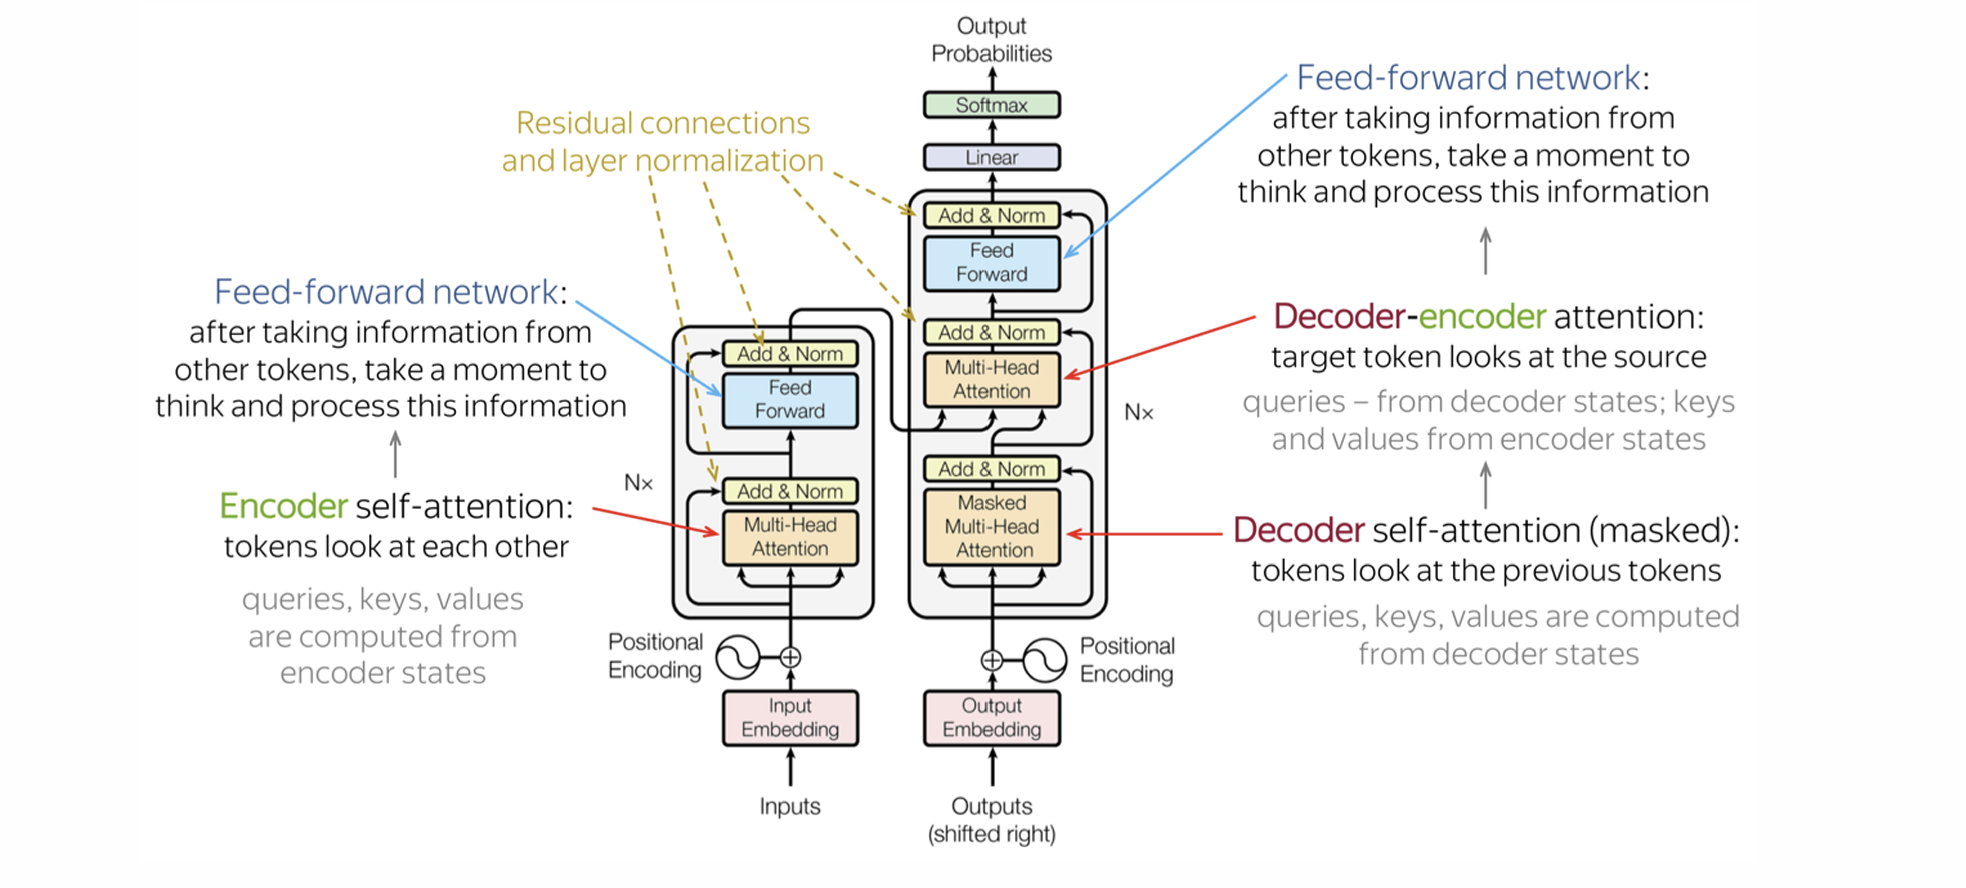 Output
Probabilities
Softmax
Linear
Add & Norm
Feed
Forward
Add & Norm
Multi-Head
Attention
N×
Add & Norm
Masked
Multi-Head
Attention
Positional
Encoding
Output
Embedding
Outputs
(shifted right)
Residual connections
and layer normalization
Add & Norm
Feed
Forward
N×
Add & Norm
Multi-Head
Attention
Positional
Encoding
Input
Embedding
Inputs
Feed-forward network:
after taking information from
other tokens, take a moment to
think and process this information
Encoder self-attention:
tokens look at each other
queries, keys, values
are computed from
encoder states
Feed-forward network:
after taking information from
other tokens, take a moment to
think and process this information
Decoder-encoder attention:
target token looks at the source
queries – from decoder states; keys
and values from encoder states
Decoder self-attention (masked):
tokens look at the previous tokens
queries, keys, values are computed
from decoder states